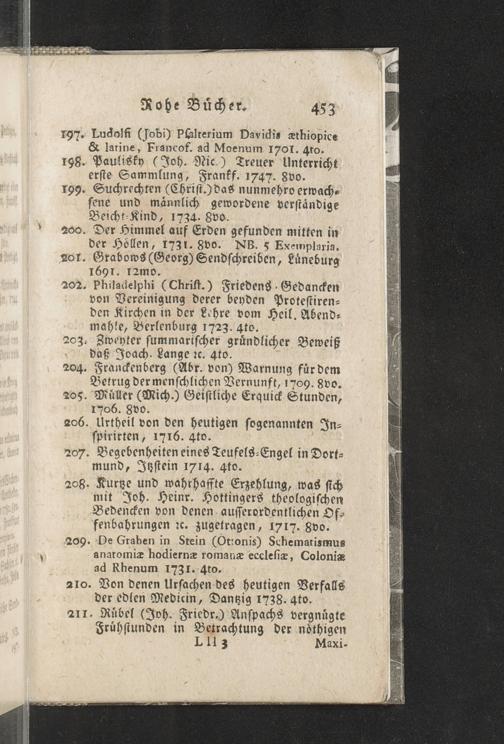 Rohe Bücher. 453
197. Ludolfi (Jobi) Psalterium Davidis æthiopice
& latine, Francof. ad Moenum 1701. 4to.
198. Paulisky (Joh. Nic.) Treuer Unterricht
erste Sammlung, Franckf. 1747. 8vo.
199. Suchrechten (Christ.) das nunmehro erwach-
sene und männlich gewordene verständige
Beicht-Kind, 1734. 8vo.
200. Der Himmel auf Erden gefunden mitten in
der Höllen, 1731. 8vo. NB. 5 Exemplaria.
201. Grabows (Georg) Sendschreiben, Lüneburg
1691. 12mo.
202. Philadelphi (Christ.) Friedens-Gedancken
von Vereinigung derer beyden Protestiren-
den Kirchen in der Lehre vom Heil. Abend-
mahle, Berlenburg 1723. 4to.
203. Zweyter summarischer gründlicher Beweiß
daß Joach. Lange ꝛc. 4to.
204. Franckenberg (Abr. von) Warnung für dem
Betrug der menschlichen Vernunft, 1709. 8vo.
205. Müller (Mich.) Geistliche Erquick Stunden,
1706. 8vo.
206. Urtheil von den heutigen sogenannten In-
spirirten, 1716. 4to.
207. Begebenheiten eines Teufels-Engel in Dort-
mund, Itzstein 1714. 4to.
208. Kurtze und wahrhaffte Erzehlung, was sich
mit Joh. Heinr. Hottingers theologischen
Bedencken von denen ausserordentlichen Of-
fenbahrungen ꝛc. zugetragen, 1717. 8vo.
209. De Graben in Stein (Ottonis) Schematismus
anatomiæ hodiernæ romanæ ecclesiæ, Coloniæ
ad Rhenum 1731. 4to.
210. Von denen Ursachen des heutigen Verfalls
der edlen Medicin, Dantzig 1738. 4to.
211. Rübel (Joh. Friedr.) Anspachs vergnügte
Frühstunden in Betrachtung der nöthigen
L ll 3 Maxi-